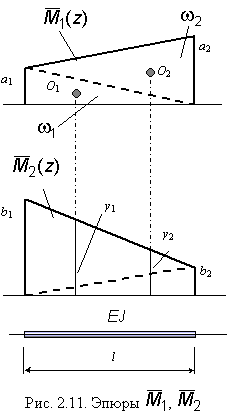 M̅₁(z)
ω₂
a₁
O₁
O₂
a₂
ω₁
M̅₂(z)
b₁
y₁
y₂
b₂
EJ
l
Рис. 2.11. Эпюры M̅₁, M̅₂